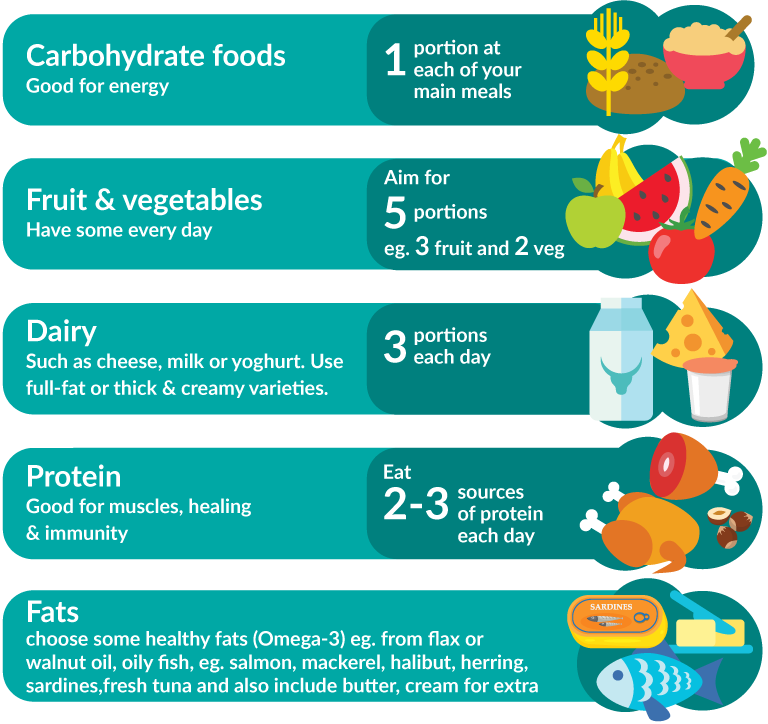 Carbohydrate foods
Good for energy
1 portion at
each of your
main meals
Fruit & vegetables
Have some every day
Aim for
5 portions
eg. 3 fruit and 2 veg
Dairy
Such as cheese, milk or yoghurt. Use
full-fat or thick & creamy varieties.
3 portions
each day
Protein
Good for muscles, healing
& immunity
Eat
2-3 sources
of protein
each day
Fats
choose some healthy fats (Omega-3) eg. from flax or
walnut oil, oily fish, eg. salmon, mackerel, halibut, herring,
sardines,fresh tuna and also include butter, cream for extra
SARDINES